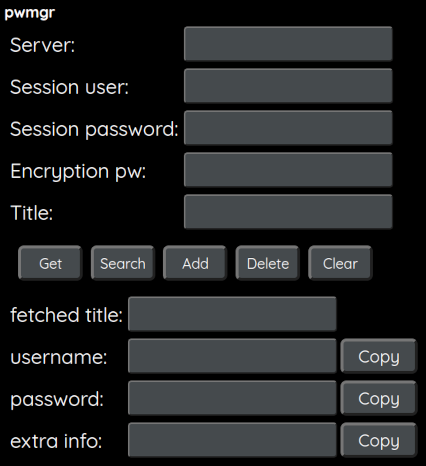 pwmgr
Server:
Session user:
Session password:
Encryption pw:
Title:
Get Search Add Delete Clear
fetched title:
username: Copy
password: Copy
extra info: Copy